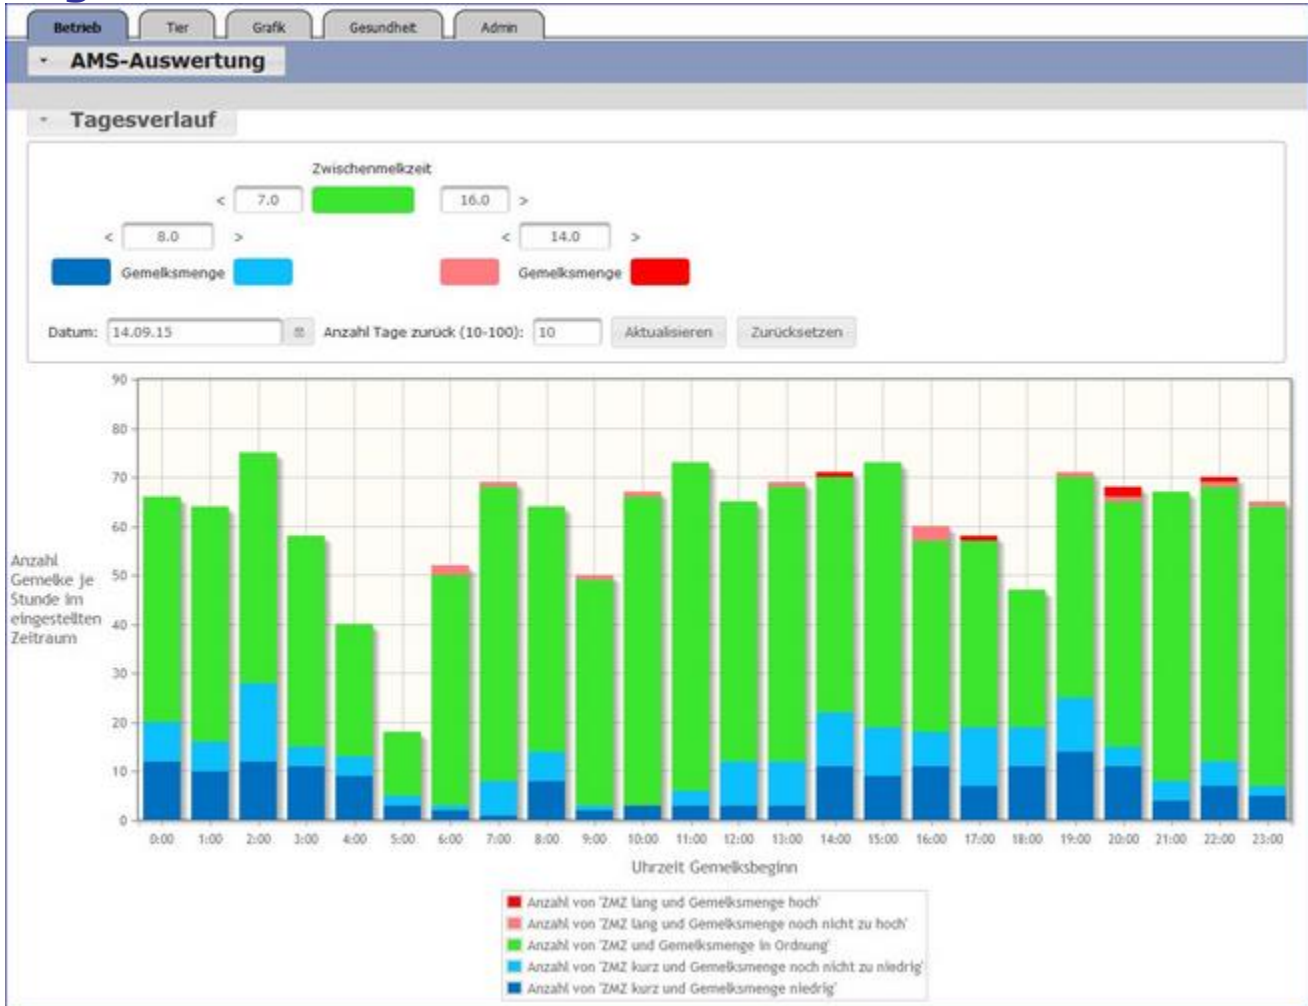 Betrieb Tier Grafik Gesundheit Admin
AMS-Auswertung
Tagesverlauf
Zwischenmelkzeit
< 7.0 16.0 >
< 8.0 > < 14.0 >
Gemelksmenge Gemelksmenge
Datum: 14.09.15 Anzahl Tage zurück (10-100): 10 Aktualisieren Zurücksetzen
90
80
70
60
50
40
30
20
10
0
Anzahl
Gemelke je
Stunde im
eingestellten
Zeitraum
0:00 1:00 2:00 3:00 4:00 5:00 6:00 7:00 8:00 9:00 10:00 11:00 12:00 13:00 14:00 15:00 16:00 17:00 18:00 19:00 20:00 21:00 22:00 23:00
Uhrzeit Gemelksbeginn
Anzahl von 'ZMZ lang und Gemelksmenge hoch'
Anzahl von 'ZMZ lang und Gemelksmenge noch nicht zu hoch'
Anzahl von 'ZMZ und Gemelksmenge in Ordnung'
Anzahl von 'ZMZ kurz und Gemelksmenge noch nicht zu niedrig'
Anzahl von 'ZMZ kurz und Gemelksmenge niedrig'